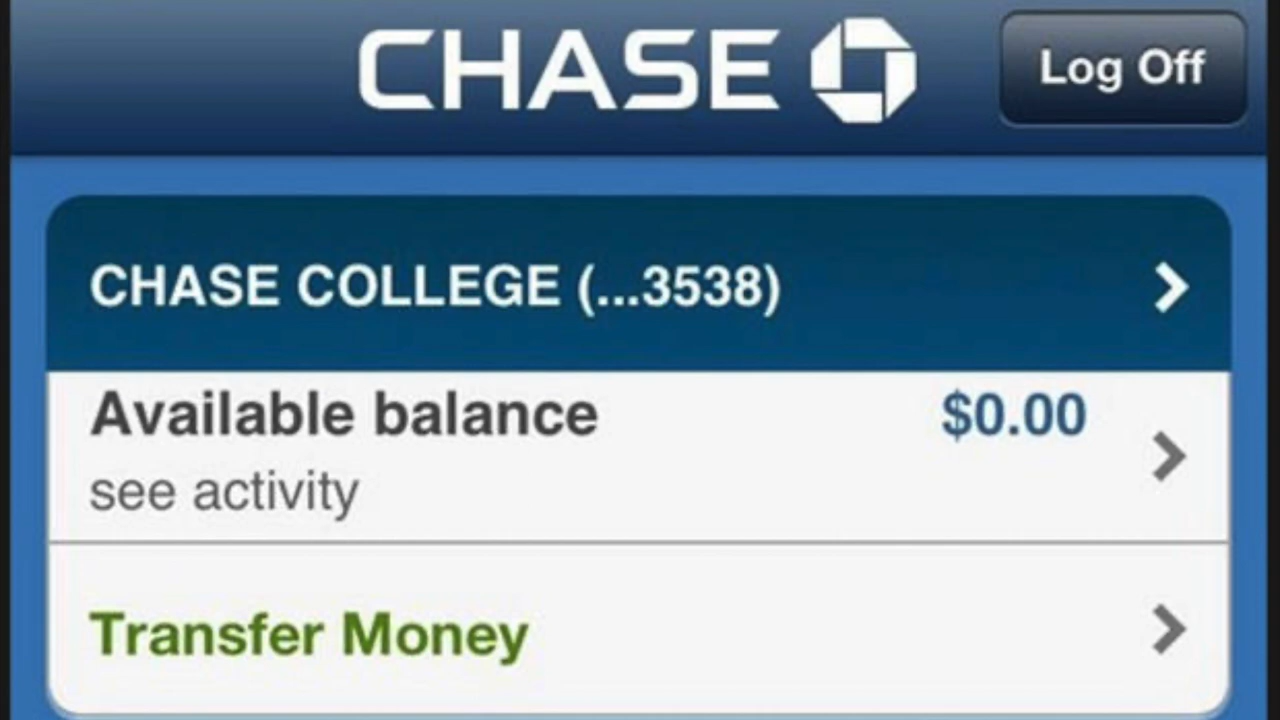 CHASE
Log Off
CHASE COLLEGE (...3538)
Available balance $0.00
see activity
Transfer Money